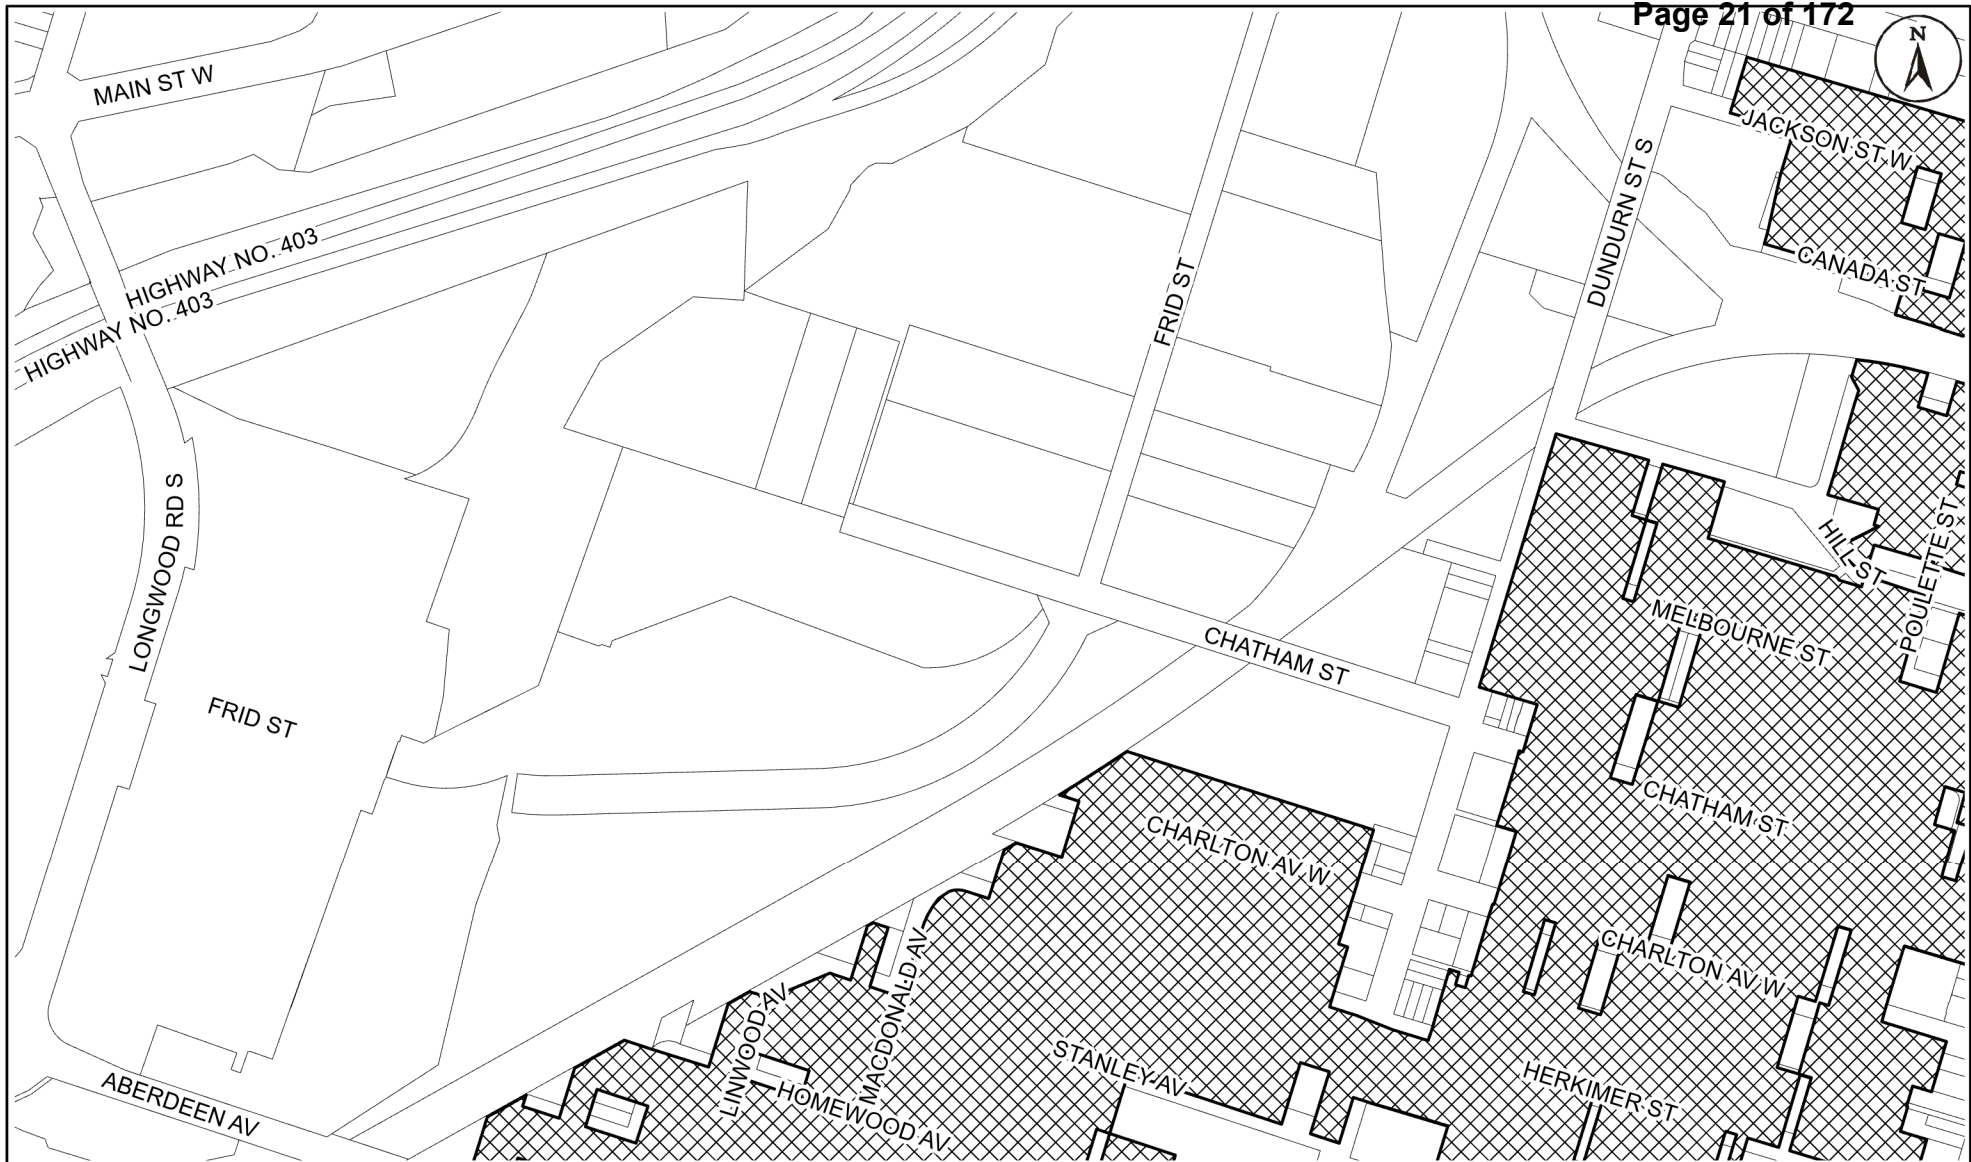 Page 21 of 172
N
MAIN ST W
JACKSON ST W
DUNDURN ST S
HIGHWAY NO. 403
CANADA ST
HIGHWAY NO. 403
FRID ST
LONGWOOD RD S
HILL ST
POULETTE ST
MELBOURNE ST
CHATHAM ST
FRID ST
CHATHAM ST
CHARLTON AV W
CHARLTON AV W
MACDONALD AV
LINWOOD AV
STANLEY AV
HERKIMER ST
ABERDEEN AV
HOMEWOOD AV